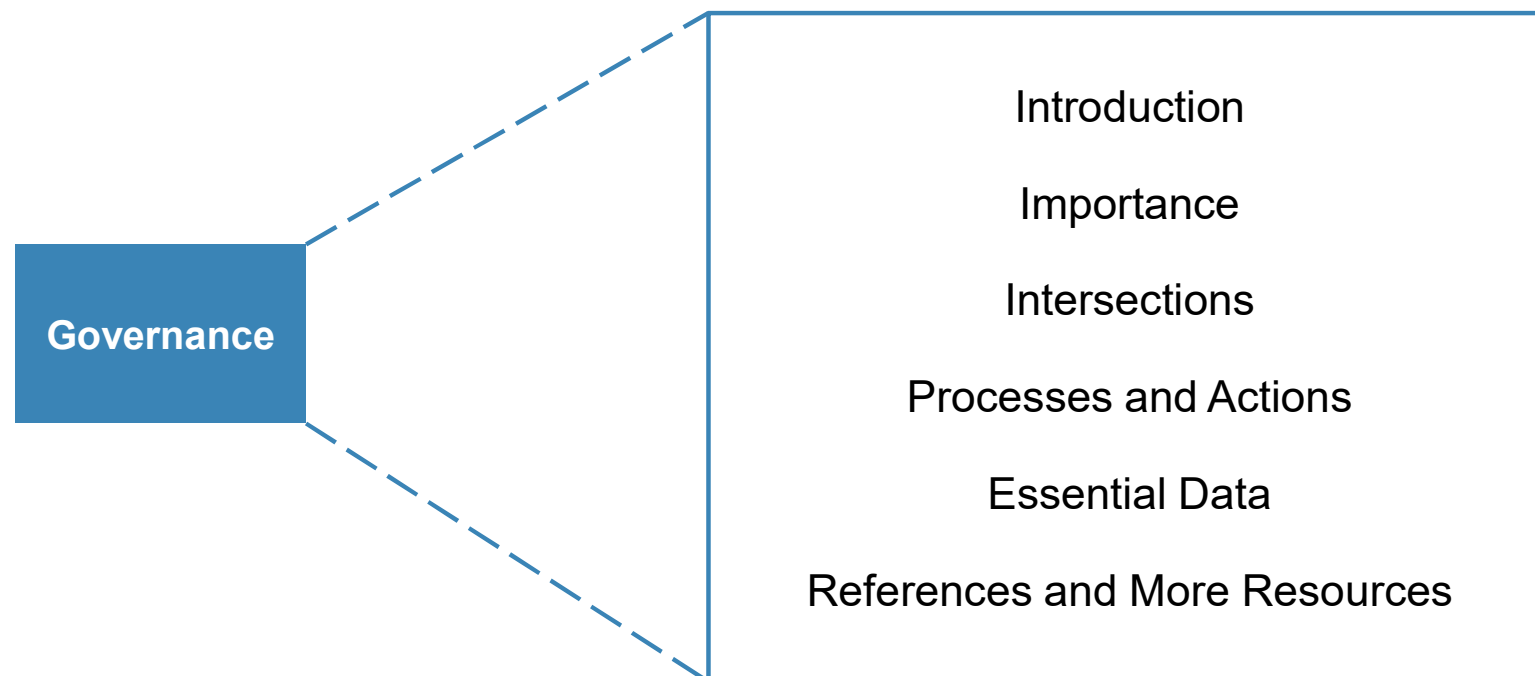 Governance
Introduction
Importance
Intersections
Processes and Actions
Essential Data
References and More Resources